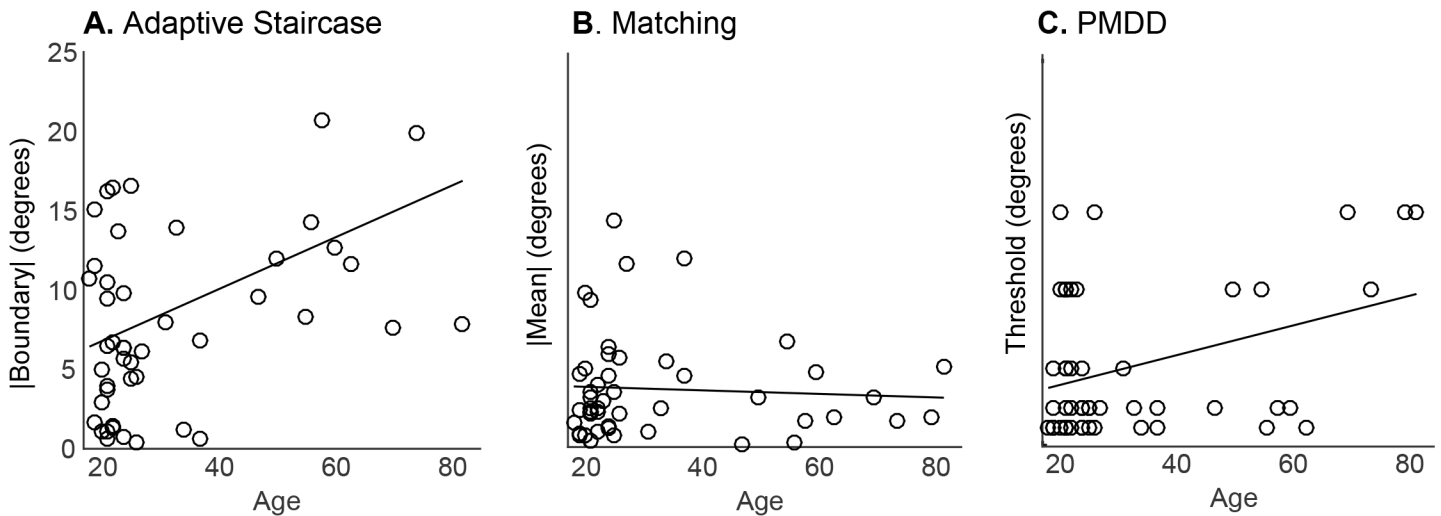 A. Adaptive Staircase
|Boundary| (degrees)
25
20
15
10
5
0
20 40 60 80
Age
B. Matching
|Mean| (degrees)
20 40 60 80
Age
C. PMDD
Threshold (degrees)
20 40 60 80
Age